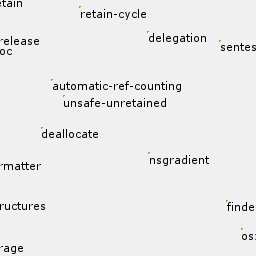 etain
retain-cycle
delegation
release
sentes
oc
automatic-ref-counting
unsafe-unretained
deallocate
nsgradient
rmatter
ructures
finde
os
rage